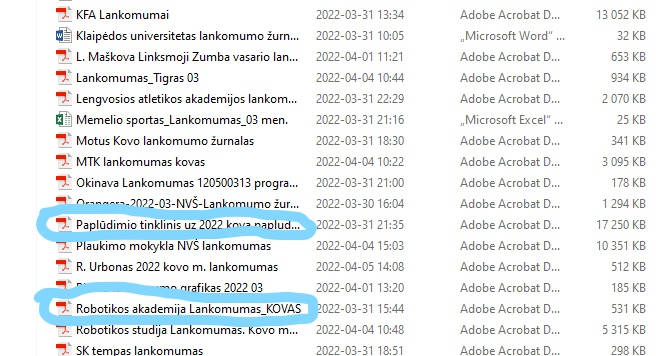 KFA Lankomumai 2022-03-31 13:34 Adobe Acrobat D... 13 052 KB
Klaipėdos universitetas lankomumo žurnal... 2022-03-31 10:05 „Microsoft Word“ ... 32 KB
L. Maškova Linksmoji Zumba vasario lan... 2022-04-01 11:21 Adobe Acrobat D... 653 KB
Lankomumas_Tigras 03 2022-04-04 10:44 Adobe Acrobat D... 934 KB
Lengvosios atletikos akademijos lankom... 2022-03-31 22:29 Adobe Acrobat D... 2 070 KB
Memelio sportas_Lankomumas_03 men. 2022-03-31 21:16 „Microsoft Excel“ ... 25 KB
Motus Kovo lankomumo žurnalas 2022-03-31 18:30 Adobe Acrobat D... 341 KB
MTK lankomumas kovas 2022-04-04 10:22 Adobe Acrobat D... 3 095 KB
Okinava Lankomumas 120500313 progra... 2022-03-31 21:00 Adobe Acrobat D... 178 KB
Orangera-2022-03-NVŠ-Lankomumo žur... 2022-03-30 16:04 Adobe Acrobat D... 1 294 KB
Paplūdimio tinklinis uz 2022 kova paplud... 2022-03-31 21:35 Adobe Acrobat D... 17 250 KB
Plaukimo mokykla NVŠ lankomumas 2022-04-04 15:03 Adobe Acrobat D... 10 351 KB
R. Urbonas 2022 kovo m. lankomumas 2022-04-05 14:08 Adobe Acrobat D... 512 KB
grafikas 2022 03 2022-04-01 13:20 Adobe Acrobat D... 185 KB
Robotikos akademija Lankomumas_KOVAS 2022-03-31 15:44 Adobe Acrobat D... 531 KB
Robotikos studija Lankomumas. Kovo m... 2022-04-04 10:48 Adobe Acrobat D... 5 315 KB
SK tempas lankomumas 2022-03-31 22:29 Adobe Acrobat D... 298 KB